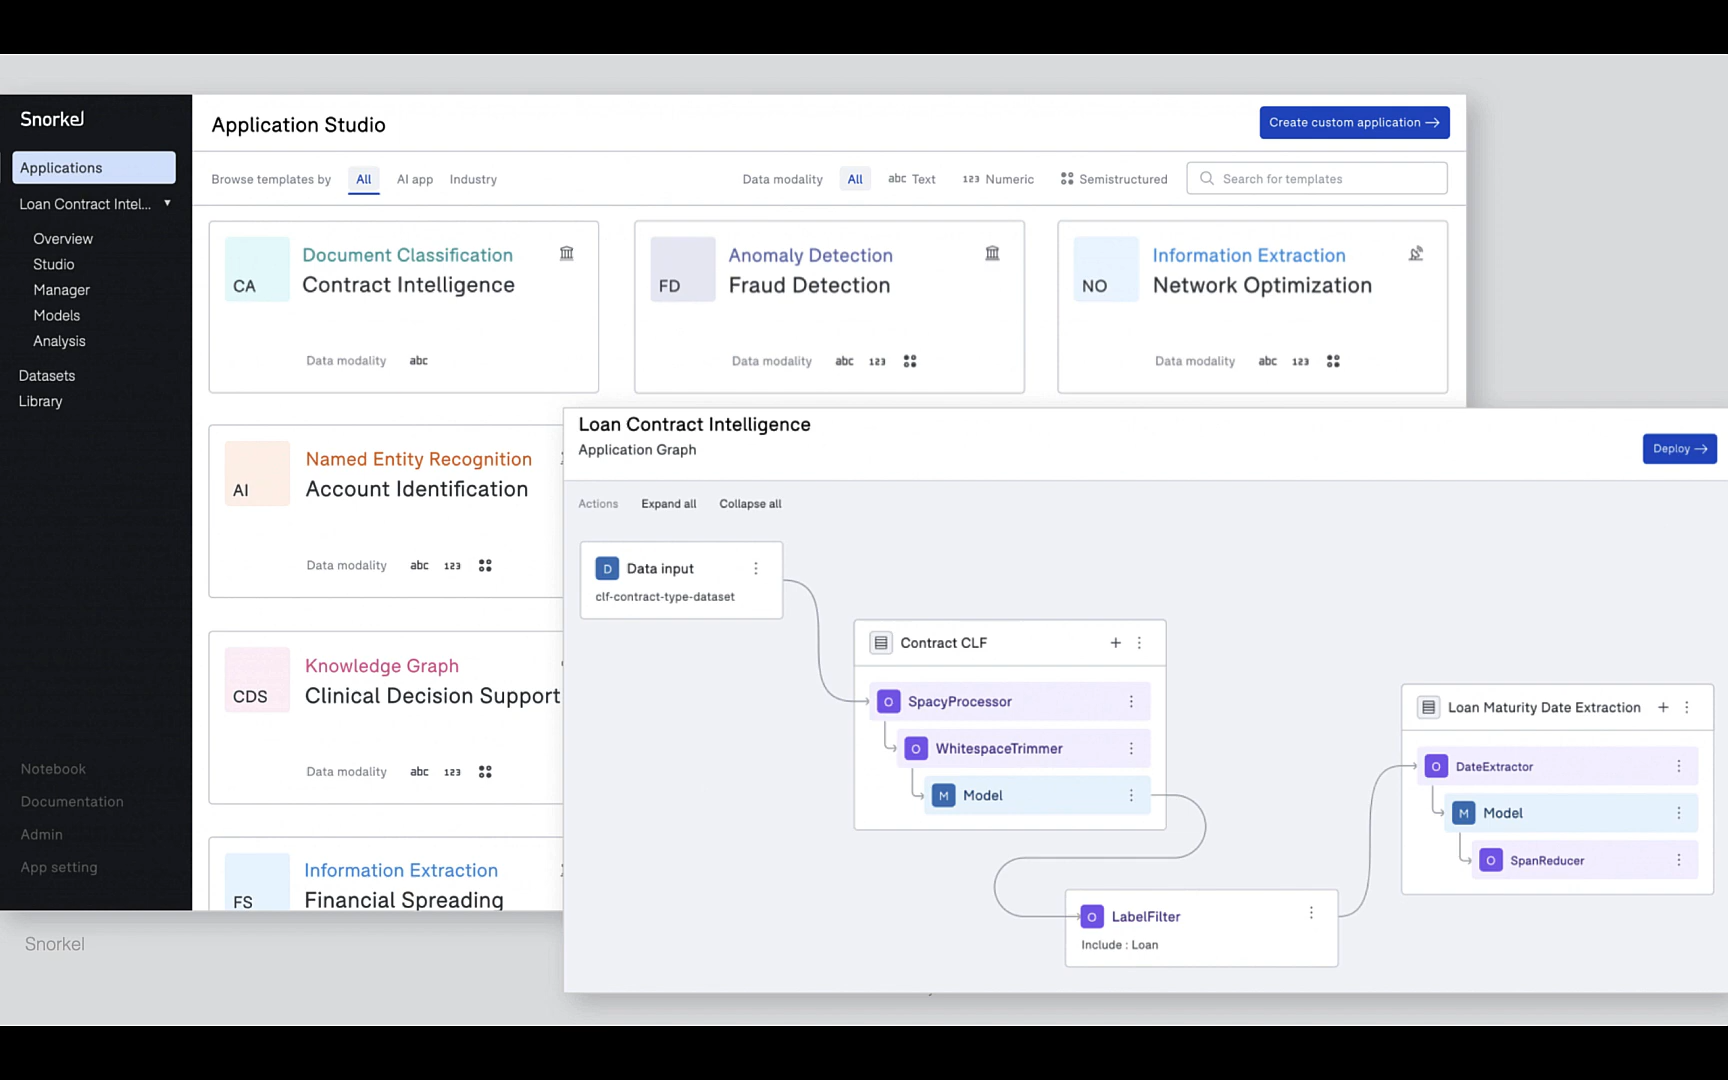 Snorkel
Applications
Loan Contract Intel...
Overview
Studio
Manager
Models
Analysis
Datasets
Library
Notebook
Documentation
Admin
App setting
Application Studio
Create custom application →
Browse templates by All AI app Industry
Data modality All abc Text 123 Numeric Semistructured Search for templates
CA
Document Classification
Contract Intelligence
Data modality abc
FD
Anomaly Detection
Fraud Detection
Data modality abc 123
NO
Information Extraction
Network Optimization
Data modality abc 123
AI
Named Entity Recognition
Account Identification
Data modality abc 123
CDS
Knowledge Graph
Clinical Decision Support
Data modality abc 123
FS
Information Extraction
Financial Spreading
Loan Contract Intelligence
Application Graph
Deploy →
Actions Expand all Collapse all
D Data input
clf-contract-type-dataset
Contract CLF +
O SpacyProcessor
O WhitespaceTrimmer
M Model
O LabelFilter
Include : Loan
Loan Maturity Date Extraction +
O DateExtractor
M Model
O SpanReducer
Snorkel